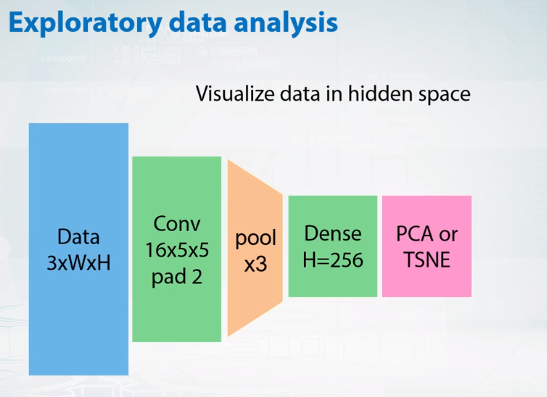 Exploratory data analysis
Visualize data in hidden space
Data
3xWxH
Conv
16x5x5
pad 2
pool
x3
Dense
H=256
PCA or
TSNE